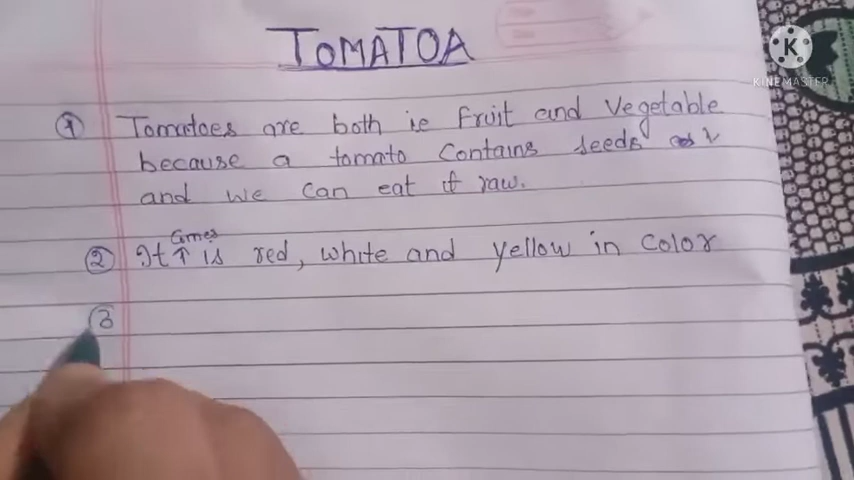 TOMATOA
① Tomatoes are both ie Fruit and Vegetable
because a tomato contains seeds
and we can eat it raw.
comes
② It ↑ is red, white and yellow in color
③
KINEMASTER